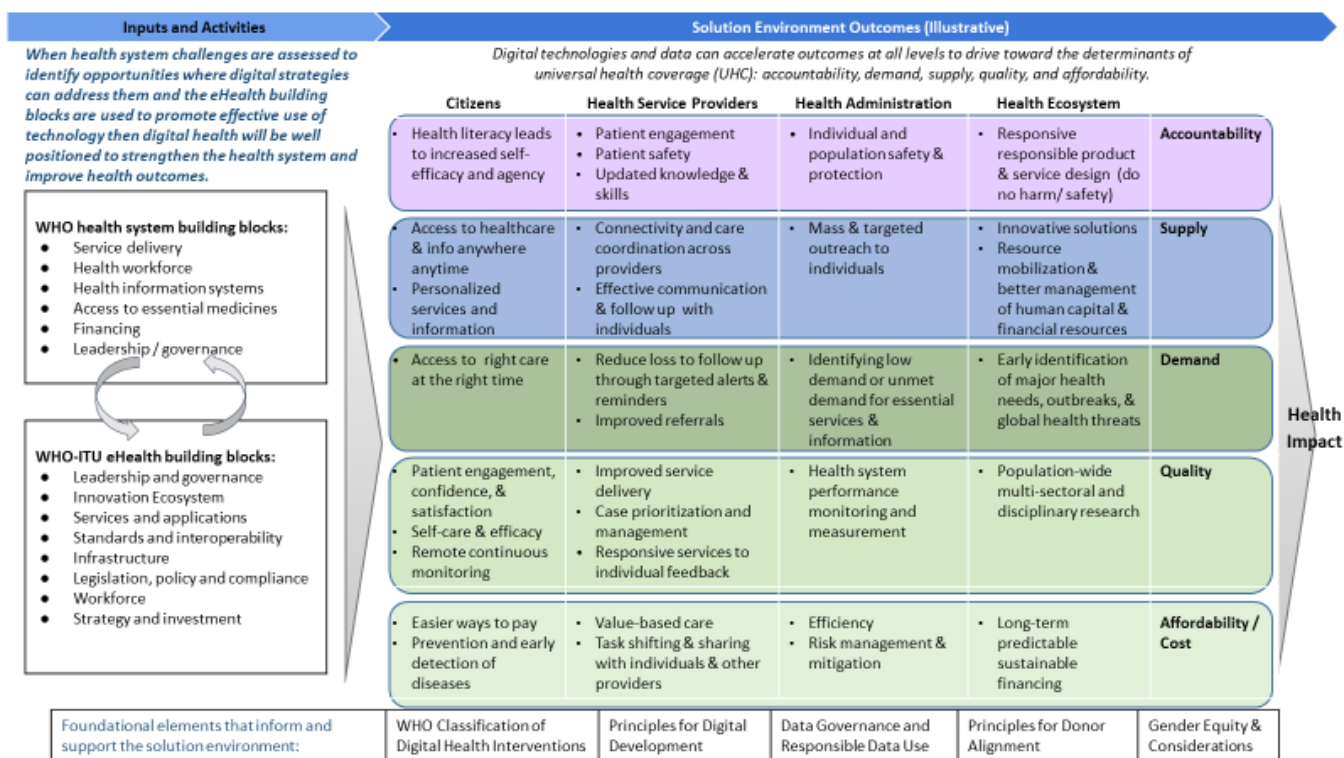 Inputs and Activities
Solution Environment Outcomes (Illustrative)
When health system challenges are assessed to
identify opportunities where digital strategies
can address them and the eHealth building
blocks are used to promote effective use of
technology then digital health will be well
positioned to strengthen the health system and
improve health outcomes.
WHO health system building blocks:
● Service delivery
● Health workforce
● Health information systems
● Access to essential medicines
● Financing
● Leadership / governance
WHO-ITU eHealth building blocks:
● Leadership and governance
● Innovation Ecosystem
● Services and applications
● Standards and interoperability
● Infrastructure
● Legislation, policy and compliance
● Workforce
● Strategy and investment
Digital technologies and data can accelerate outcomes at all levels to drive toward the determinants of
universal health coverage (UHC): accountability, demand, supply, quality, and affordability.
Citizens
Health Service Providers
Health Administration
Health Ecosystem
• Health literacy leads
to increased self-
efficacy and agency
• Patient engagement
• Patient safety
• Updated knowledge &
skills
• Individual and
population safety &
protection
• Responsive
responsible product
& service design (do
no harm/ safety)
Accountability
• Access to healthcare
& info anywhere
anytime
• Personalized
services and
information
• Connectivity and care
coordination across
providers
• Effective communication
& follow up with
individuals
• Mass & targeted
outreach to
individuals
• Innovative solutions
• Resource
mobilization &
better management
of human capital &
financial resources
Supply
• Access to right care
at the right time
• Reduce loss to follow up
through targeted alerts &
reminders
• Improved referrals
• Identifying low
demand or unmet
demand for essential
services &
information
• Early identification
of major health
needs, outbreaks, &
global health threats
Demand
• Patient engagement,
confidence, &
satisfaction
• Self-care & efficacy
• Remote continuous
monitoring
• Improved service
delivery
• Case prioritization and
management
• Responsive services to
individual feedback
• Health system
performance
monitoring and
measurement
• Population-wide
multi-sectoral and
disciplinary research
Quality
• Easier ways to pay
• Prevention and early
detection of
diseases
• Value-based care
• Task shifting & sharing
with individuals & other
providers
• Efficiency
• Risk management &
mitigation
• Long-term
predictable
sustainable
financing
Affordability /
Cost
Health
Impact
Foundational elements that inform and
support the solution environment:
WHO Classification of
Digital Health Interventions
Principles for Digital
Development
Data Governance and
Responsible Data Use
Principles for Donor
Alignment
Gender Equity &
Considerations